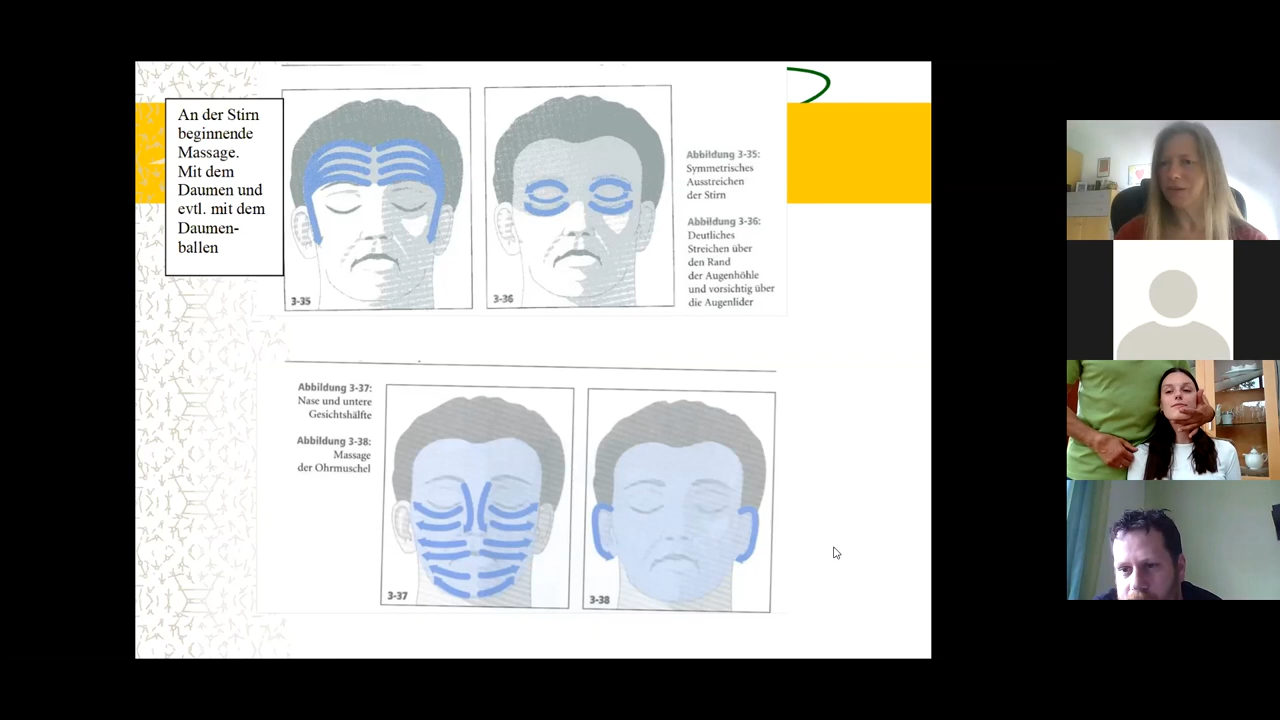 An der Stirn
beginnende
Massage.
Mit dem
Daumen und
evtl. mit dem
Daumen-
ballen
3-35
3-36
Abbildung 3-35:
Symmetrisches
Ausstreichen
der Stirn
Abbildung 3-36:
Deutliches
Streichen über
den Rand
der Augenhöhle
und vorsichtig über
die Augenlider
Abbildung 3-37:
Nase und untere
Gesichtshälfte
Abbildung 3-38:
Massage
der Ohrmuschel
3-37
3-38